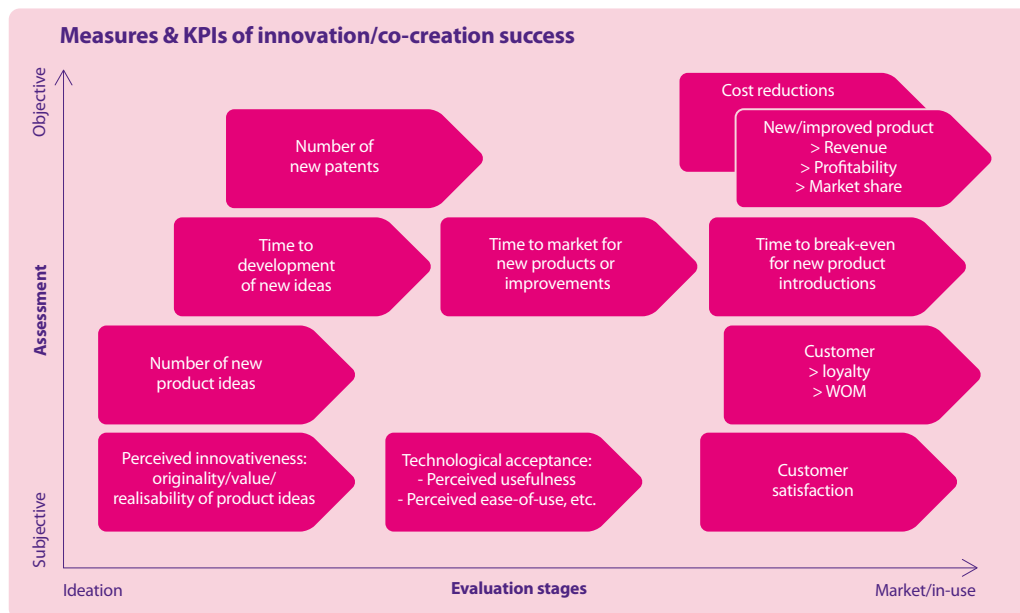 Measures & KPIs of innovation/co-creation success
Objective
Assessment
Subjective
Cost reductions
New/improved product
> Revenue
> Profitability
> Market share
Number of
new patents
Time to
development
of new ideas
Time to market for
new products or
improvements
Time to break-even
for new product
introductions
Number of new
product ideas
Customer
> loyalty
> WOM
Perceived innovativeness:
originality/value/
realisability of product ideas
Technological acceptance:
- Perceived usefulness
- Perceived ease-of-use, etc.
Customer
satisfaction
Ideation
Evaluation stages
Market/in-use